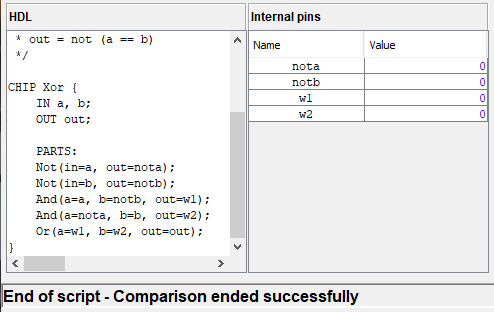 HDL
 * out = not (a == b)
 */
CHIP Xor {
    IN a, b;
    OUT out;
    PARTS:
    Not(in=a, out=nota);
    Not(in=b, out=notb);
    And(a=a, b=notb, out=w1);
    And(a=nota, b=b, out=w2);
    Or(a=w1, b=w2, out=out);
}
Internal pins
Name Value
nota 0
notb 0
w1 0
w2 0
End of script - Comparison ended successfully